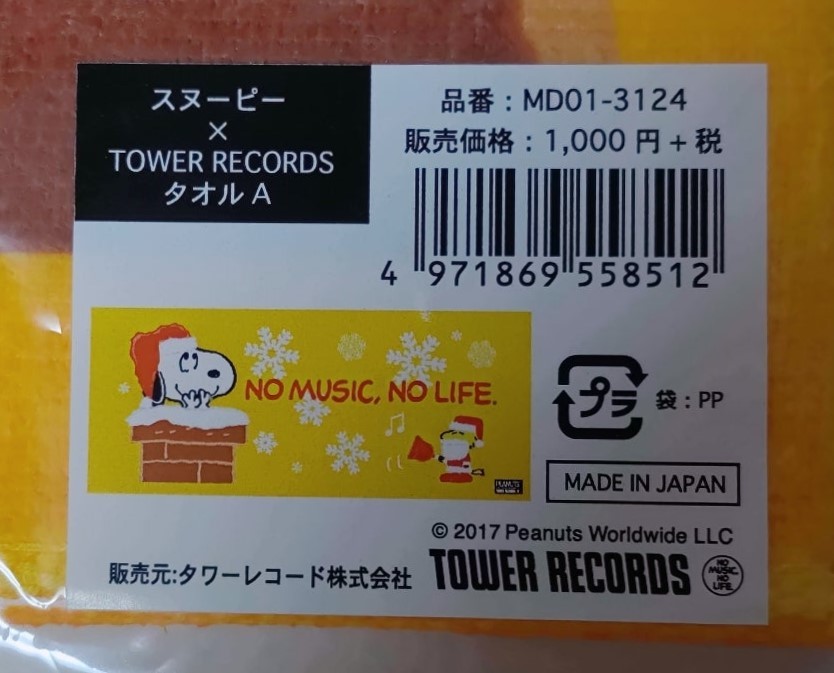 スヌーピー
×
TOWER RECORDS
タオル A
品番 : MD01-3124
販売価格 : 1,000 円 + 税
4 971869 558512
NO MUSIC, NO LIFE.
PEANUTS
プラ
袋 : PP
MADE IN JAPAN
© 2017 Peanuts Worldwide LLC
販売元:タワーレコード株式会社
TOWER RECORDS
NO
MUSIC,
NO
LIFE.